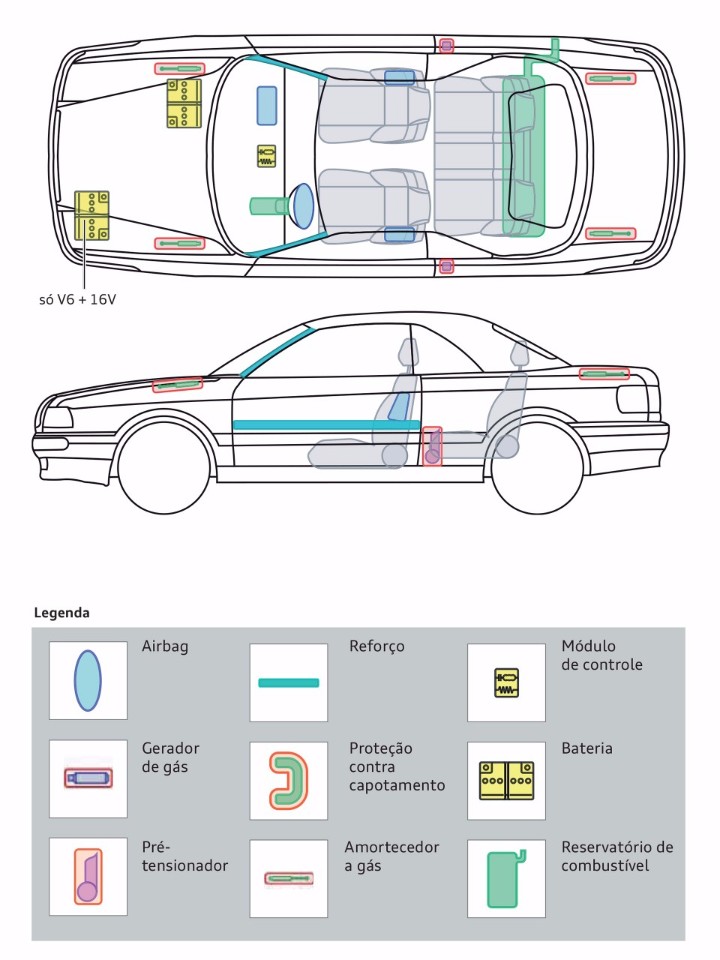 só V6 + 16V
Legenda
Airbag
Reforço
Módulo
de controle
Gerador
de gás
Proteção
contra
capotamento
Bateria
Pré-
tensionador
Amortecedor
a gás
Reservatório de
combustível